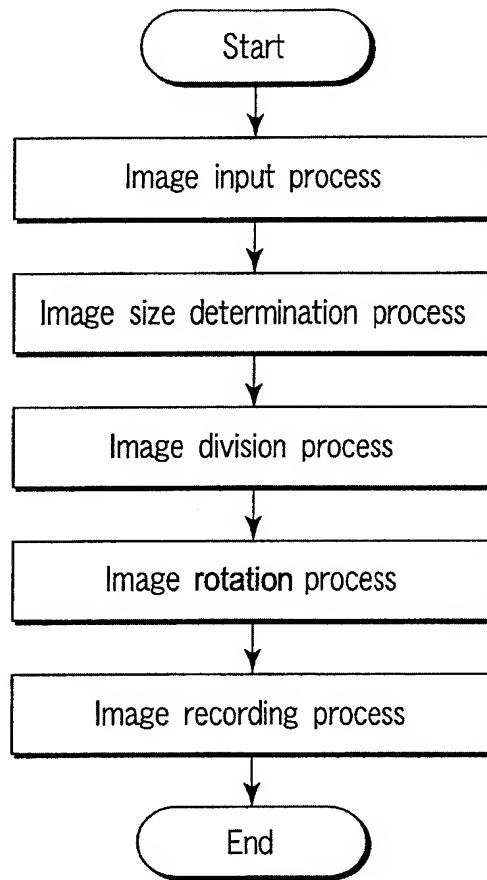 Start
Image input process
Image size determination process
Image division process
Image rotation process
Image recording process
End